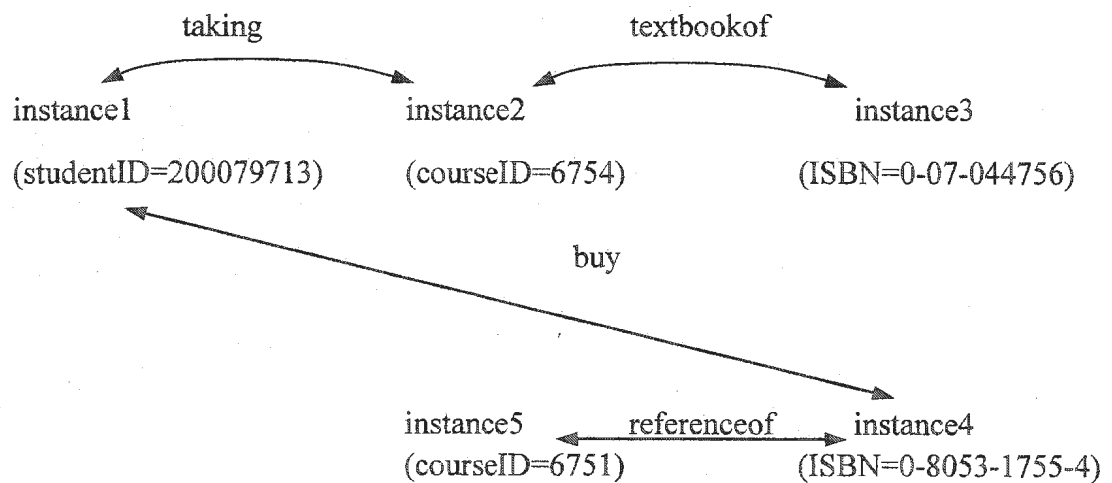 taking textbookof
instance1 instance2 instance3
(studentID=200079713) (courseID=6754) (ISBN=0-07-044756)
buy
instance5 referenceof instance4
(courseID=6751) (ISBN=0-8053-1755-4)